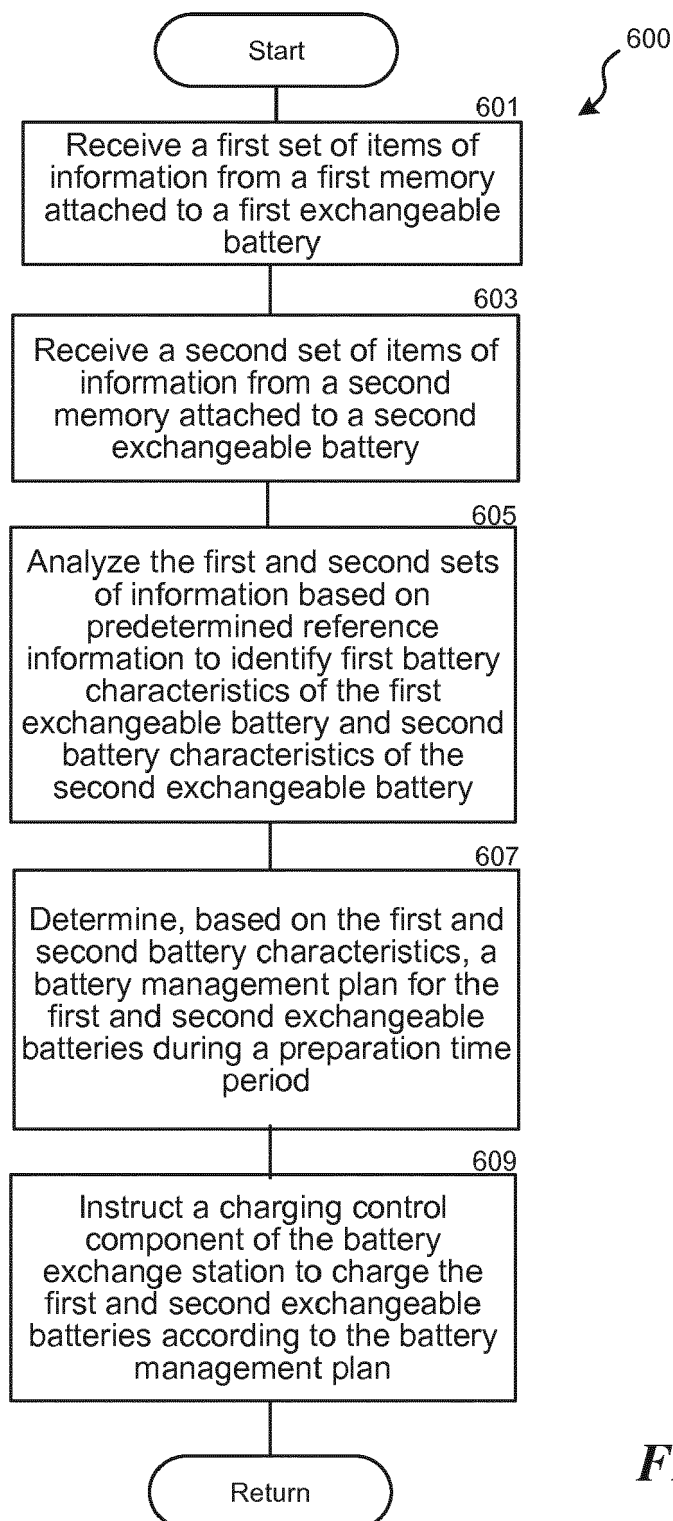 Start
600
601
Receive a first set of items of
information from a first memory
attached to a first exchangeable
battery
603
Receive a second set of items of
information from a second
memory attached to a second
exchangeable battery
605
Analyze the first and second sets
of information based on
predetermined reference
information to identify first battery
characteristics of the first
exchangeable battery and second
battery characteristics of the
second exchangeable battery
607
Determine, based on the first and
second battery characteristics, a
battery management plan for the
first and second exchangeable
batteries during a preparation time
period
609
Instruct a charging control
component of the battery
exchange station to charge the
first and second exchangeable
batteries according to the battery
management plan
Return